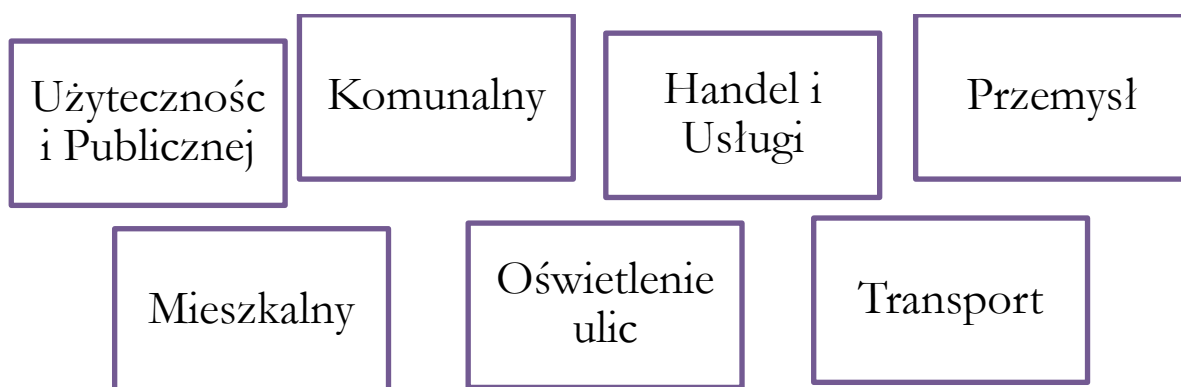 Użytecznośc
i Publicznej
Komunalny
Handel i
Usługi
Przemysł
Mieszkalny
Oświetlenie
ulic
Transport